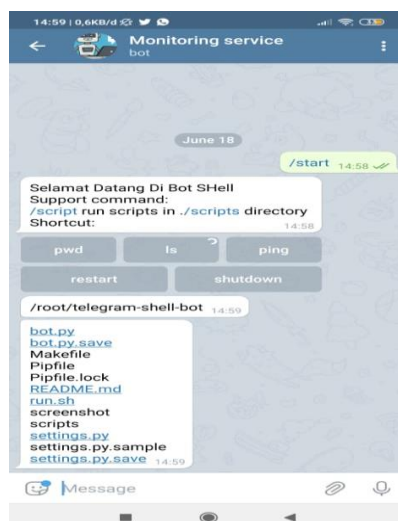 14:59 | 0,6KB/d
Monitoring service
bot
June 18
/start 14:58
Selamat Datang Di Bot SHell
Support command:
/script run scripts in ./scripts directory
Shortcut:
14:58
pwd ls ping
restart shutdown
/root/telegram-shell-bot 14:59
bot.py
bot.py.save
Makefile
Pipfile
Pipfile.lock
README.md
run.sh
screenshot
scripts
settings.py
settings.py.sample
settings.py.save 14:59
Message